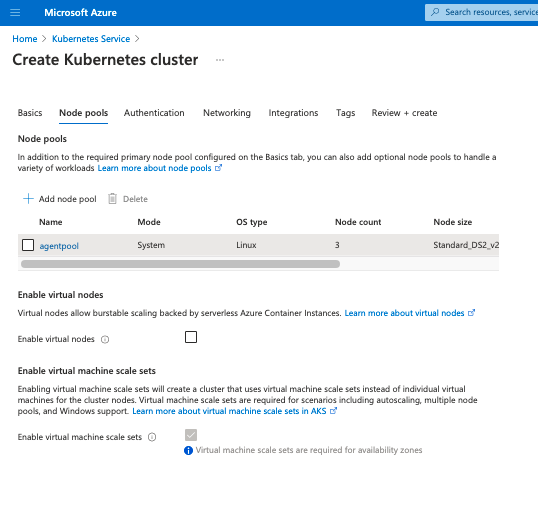 Microsoft Azure
Search resources, service
Home > Kubernetes Service >
Create Kubernetes cluster ...
Basics Node pools Authentication Networking Integrations Tags Review + create
Node pools
In addition to the required primary node pool configured on the Basics tab, you can also add optional node pools to handle a
variety of workloads Learn more about node pools
Add node pool Delete
Name Mode OS type Node count Node size
agentpool System Linux 3 Standard_DS2_v2
Enable virtual nodes
Virtual nodes allow burstable scaling backed by serverless Azure Container Instances. Learn more about virtual nodes
Enable virtual nodes
Enable virtual machine scale sets
Enabling virtual machine scale sets will create a cluster that uses virtual machine scale sets instead of individual virtual
machines for the cluster nodes. Virtual machine scale sets are required for scenarios including autoscaling, multiple node
pools, and Windows support. Learn more about virtual machine scale sets in AKS
Enable virtual machine scale sets
Virtual machine scale sets are required for availability zones